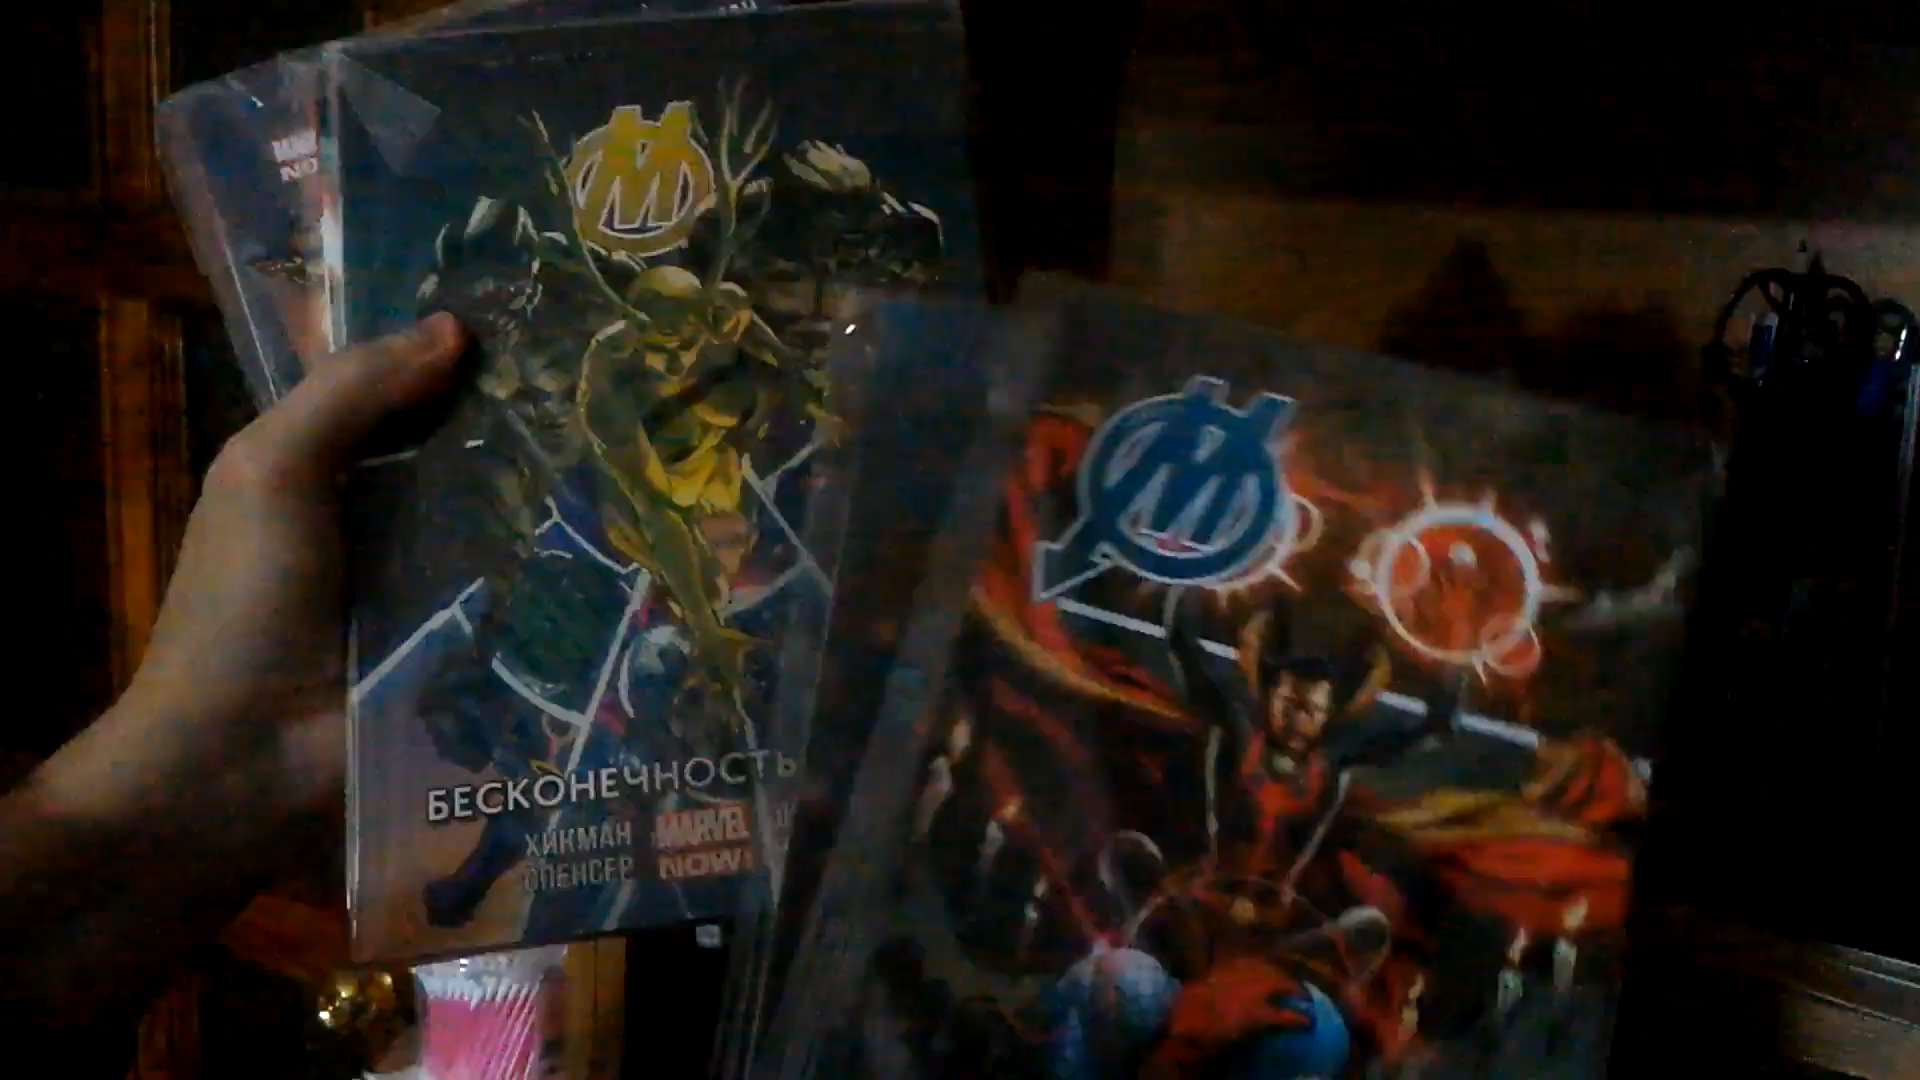 М
БЕСКОНЕЧНОСТЬ
ХИКМАН
СПЕНСЕР
MARVEL
NOW!
М